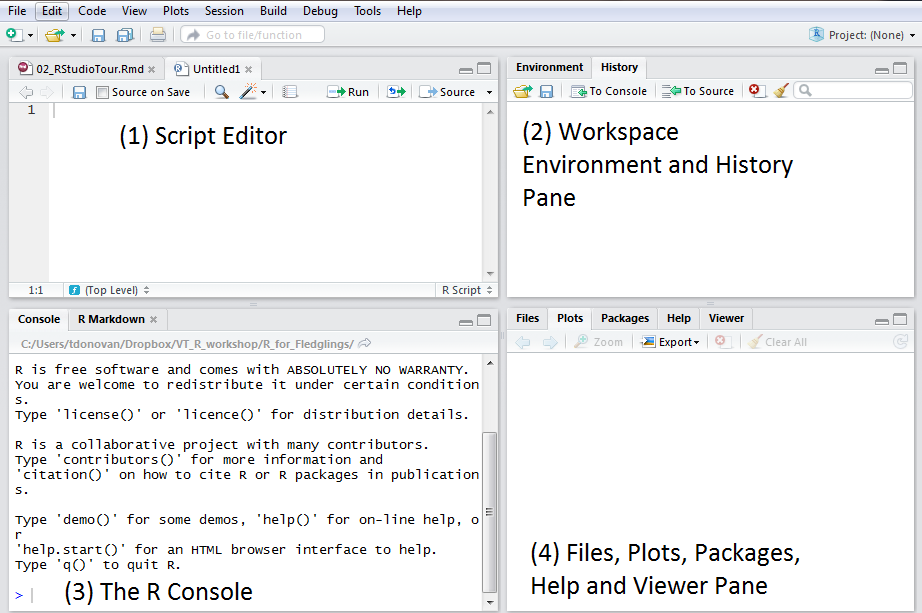 File Edit Code View Plots Session Build Debug Tools Help
Go to file/function Project: (None)
02_RStudioTour.Rmd Untitled1
Source on Save Run Source
1
(1) Script Editor
1:1 (Top Level) R Script
Environment History
To Console To Source
(2) Workspace
Environment and History
Pane
Console R Markdown
C:/Users/tdonovan/Dropbox/VT_R_workshop/R_for_Fledglings/
R is free software and comes with ABSOLUTELY NO WARRANTY.
You are welcome to redistribute it under certain condition
s.
Type 'license()' or 'licence()' for distribution details.
R is a collaborative project with many contributors.
Type 'contributors()' for more information and
'citation()' on how to cite R or R packages in publication
s.
Type 'demo()' for some demos, 'help()' for on-line help, o
r
'help.start()' for an HTML browser interface to help.
Type 'q()' to quit R.
>
(3) The R Console
Files Plots Packages Help Viewer
Zoom Export Clear All
(4) Files, Plots, Packages,
Help and Viewer Pane